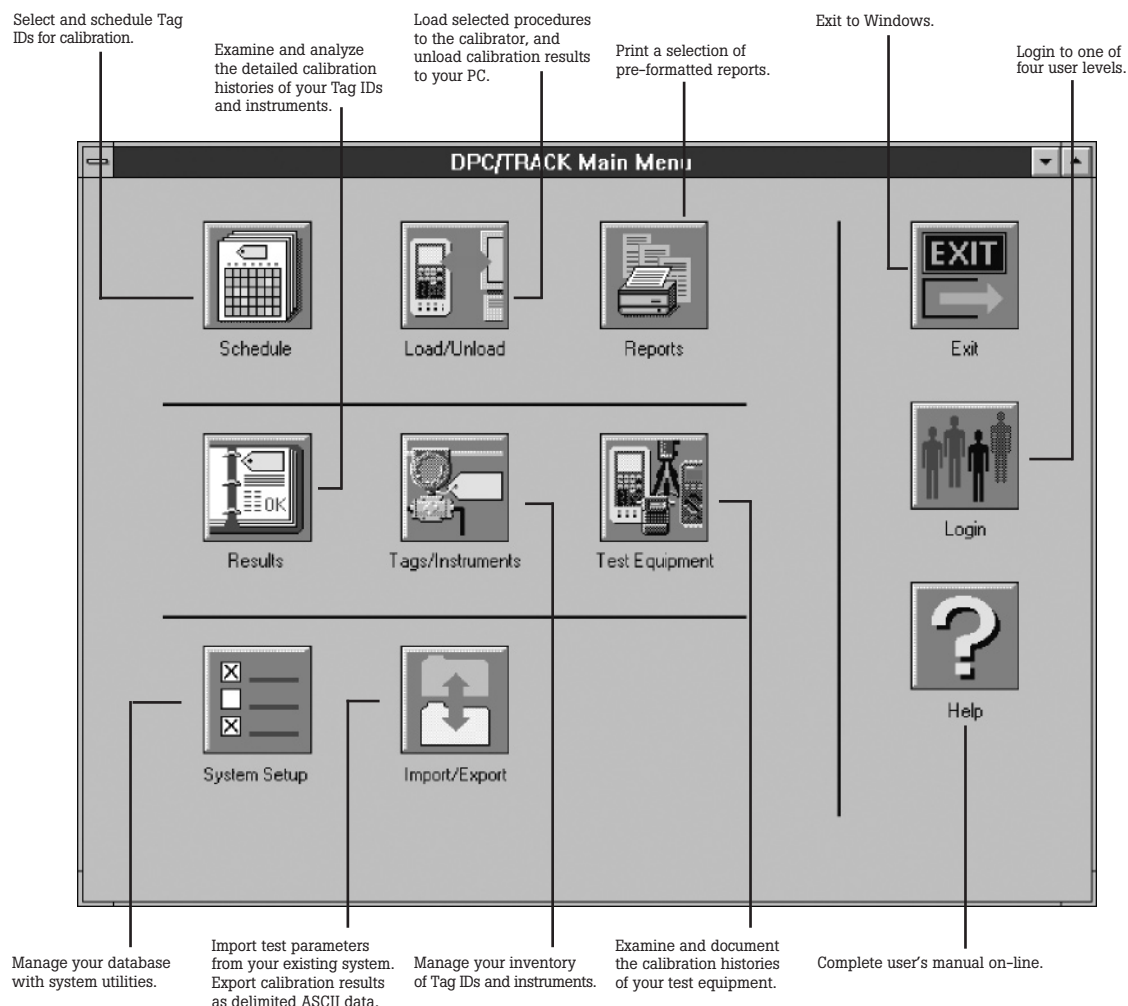 Select and schedule Tag
IDs for calibration.
Examine and analyze
the detailed calibration
histories of your Tag IDs
and instruments.
Load selected procedures
to the calibrator, and
unload calibration results
to your PC.
Print a selection of
pre-formatted reports.
Exit to Windows.
Login to one of
four user levels.
DPC/TRACK Main Menu
Schedule
Load/Unload
Reports
EXIT
Exit
OK
Results
Tags/Instruments
Test Equipment
Login
?
Help
System Setup
Import/Export
Manage your database
with system utilities.
Import test parameters
from your existing system.
Export calibration results
as delimited ASCII data.
Manage your inventory
of Tag IDs and instruments.
Examine and document
the calibration histories
of your test equipment.
Complete user's manual on-line.